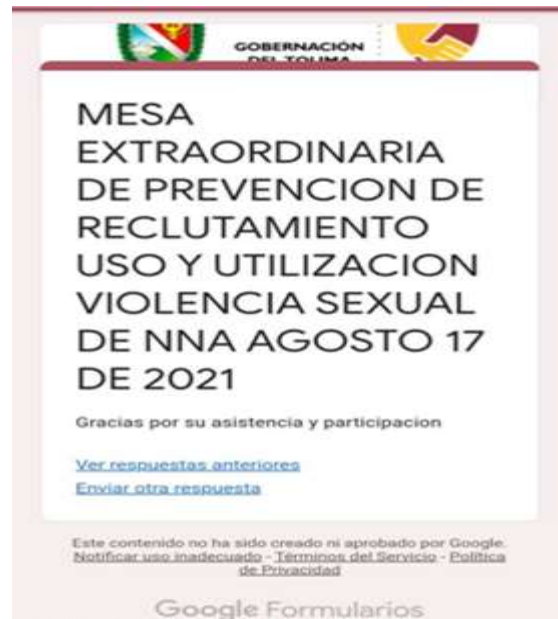 GOBERNACIÓN
DEL TOLIMA
MESA
EXTRAORDINARIA
DE PREVENCION DE
RECLUTAMIENTO
USO Y UTILIZACION
VIOLENCIA SEXUAL
DE NNA AGOSTO 17
DE 2021
Gracias por su asistencia y participacion
Ver respuestas anteriores
Enviar otra respuesta
Este contenido no ha sido creado ni aprobado por Google.
Notificar uso inadecuado - Términos del Servicio - Política
de Privacidad
Google Formularios